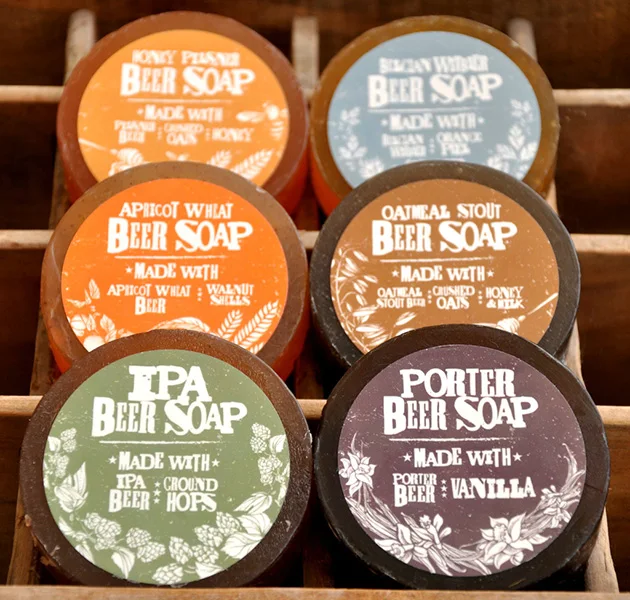 HONEY PILSNER
BEER SOAP
MADE WITH
PILSNER BEER : CRUSHED OATS : HONEY
BELGIAN WITBIER
BEER SOAP
MADE WITH
BELGIAN WITBIER : ORANGE PEEL
APRICOT WHEAT
BEER SOAP
★MADE WITH★
APRICOT WHEAT BEER : WALNUT SHELLS
OATMEAL STOUT
BEER SOAP
★MADE WITH★
OATMEAL STOUT BEER : CRUSHED OATS : HONEY & MILK
IPA
BEER SOAP
★MADE WITH★
IPA BEER : GROUND HOPS
PORTER
BEER SOAP
★MADE WITH★
PORTER BEER : VANILLA